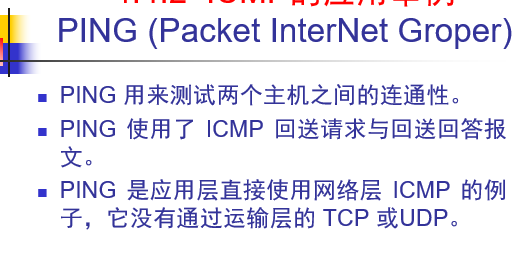 PING (Packet InterNet Groper)
PING 用来测试两个主机之间的连通性。
PING 使用了 ICMP 回送请求与回送回答报
文。
PING 是应用层直接使用网络层 ICMP 的例
子，它没有通过运输层的 TCP 或UDP。